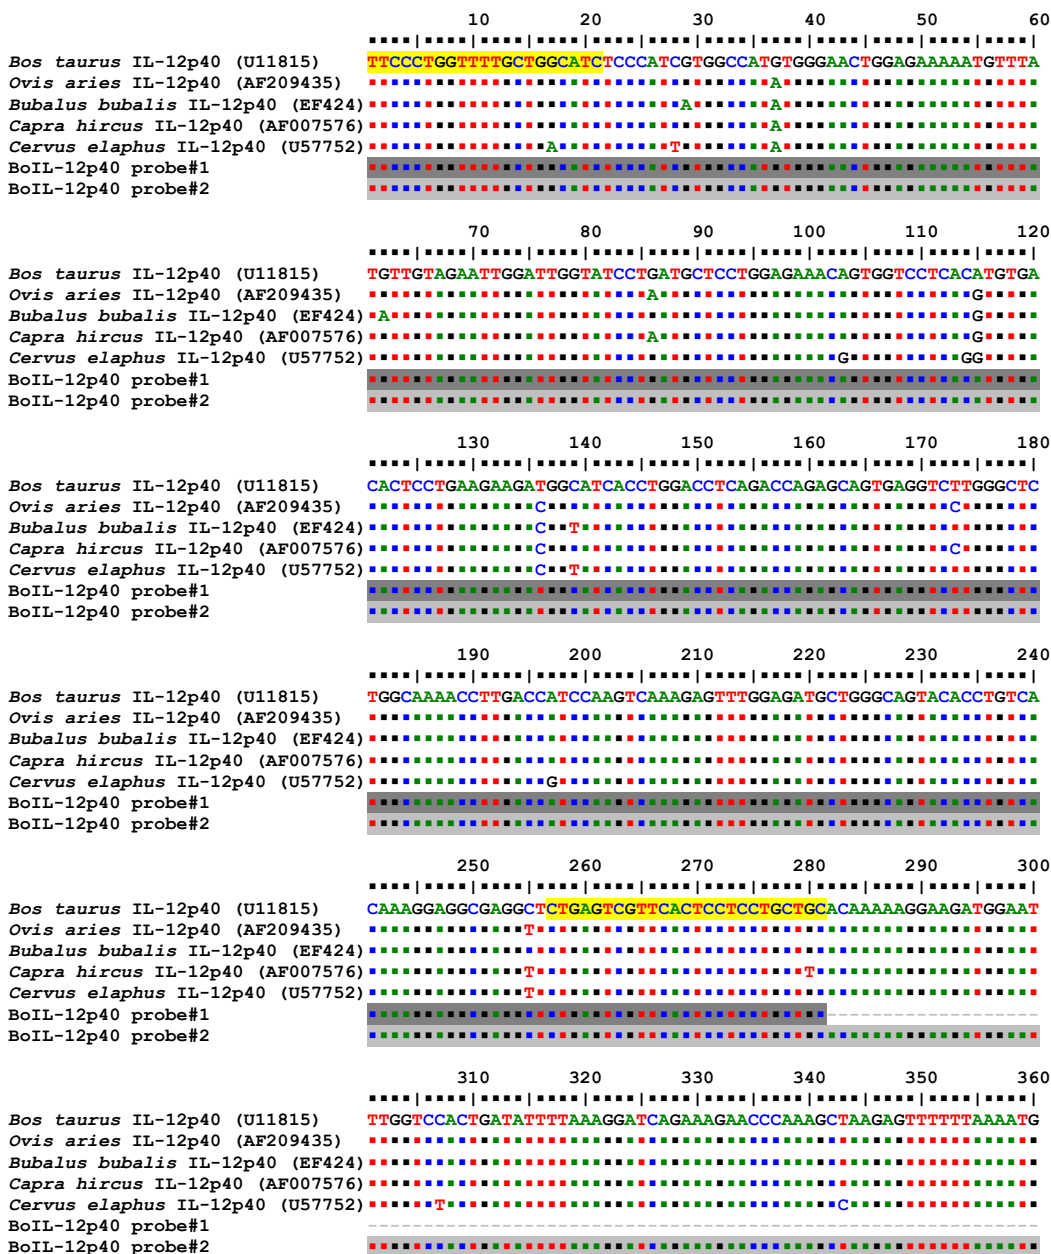 10 20 30 40 50 60
Bos taurus IL-12p40 (U11815) TTCCCTGGTTTTGCTGGCATCTCCCATCGTGGCCATGTGGGAACTGGAGAAAAATGTTTA
Ovis aries IL-12p40 (AF209435) A
Bubalus bubalis IL-12p40 (EF424) A A
Capra hircus IL-12p40 (AF007576) A
Cervus elaphus IL-12p40 (U57752) A T A
BoIL-12p40 probe#1
BoIL-12p40 probe#2
70 80 90 100 110 120
Bos taurus IL-12p40 (U11815) TGTTGTAGAATTGGATTGGTATCCTGATGCTCCTGGAGAAACAGTGGTCCTCACATGTGA
Ovis aries IL-12p40 (AF209435) A G
Bubalus bubalis IL-12p40 (EF424) A G
Capra hircus IL-12p40 (AF007576) A G
Cervus elaphus IL-12p40 (U57752) G GG
BoIL-12p40 probe#1
BoIL-12p40 probe#2
130 140 150 160 170 180
Bos taurus IL-12p40 (U11815) CACTCCTGAAGAAGATGGCATCACCTGGACCTCAGACCAGAGCAGTGAGGTCTTGGGCTC
Ovis aries IL-12p40 (AF209435) C C
Bubalus bubalis IL-12p40 (EF424) C T
Capra hircus IL-12p40 (AF007576) C C
Cervus elaphus IL-12p40 (U57752) C T
BoIL-12p40 probe#1
BoIL-12p40 probe#2
190 200 210 220 230 240
Bos taurus IL-12p40 (U11815) TGGCAAAACCTTGACCATCCAAGTCAAAGAGTTTGGAGATGCTGGGCAGTACACCTGTCA
Ovis aries IL-12p40 (AF209435)
Bubalus bubalis IL-12p40 (EF424)
Capra hircus IL-12p40 (AF007576)
Cervus elaphus IL-12p40 (U57752) G
BoIL-12p40 probe#1
BoIL-12p40 probe#2
250 260 270 280 290 300
Bos taurus IL-12p40 (U11815) CAAAGGAGGCGAGGCTCTGAGTCGTTCACTCCTCCTGCTGCACAAAAAGGAAGATGGAAT
Ovis aries IL-12p40 (AF209435) T
Bubalus bubalis IL-12p40 (EF424)
Capra hircus IL-12p40 (AF007576) T T
Cervus elaphus IL-12p40 (U57752) T
BoIL-12p40 probe#1
BoIL-12p40 probe#2
310 320 330 340 350 360
Bos taurus IL-12p40 (U11815) TTGGTCCACTGATATTTTAAAGGATCAGAAAGAACCCAAAGCTAAGAGTTTTTTAAAATG
Ovis aries IL-12p40 (AF209435)
Bubalus bubalis IL-12p40 (EF424)
Capra hircus IL-12p40 (AF007576)
Cervus elaphus IL-12p40 (U57752) T C
BoIL-12p40 probe#1
BoIL-12p40 probe#2